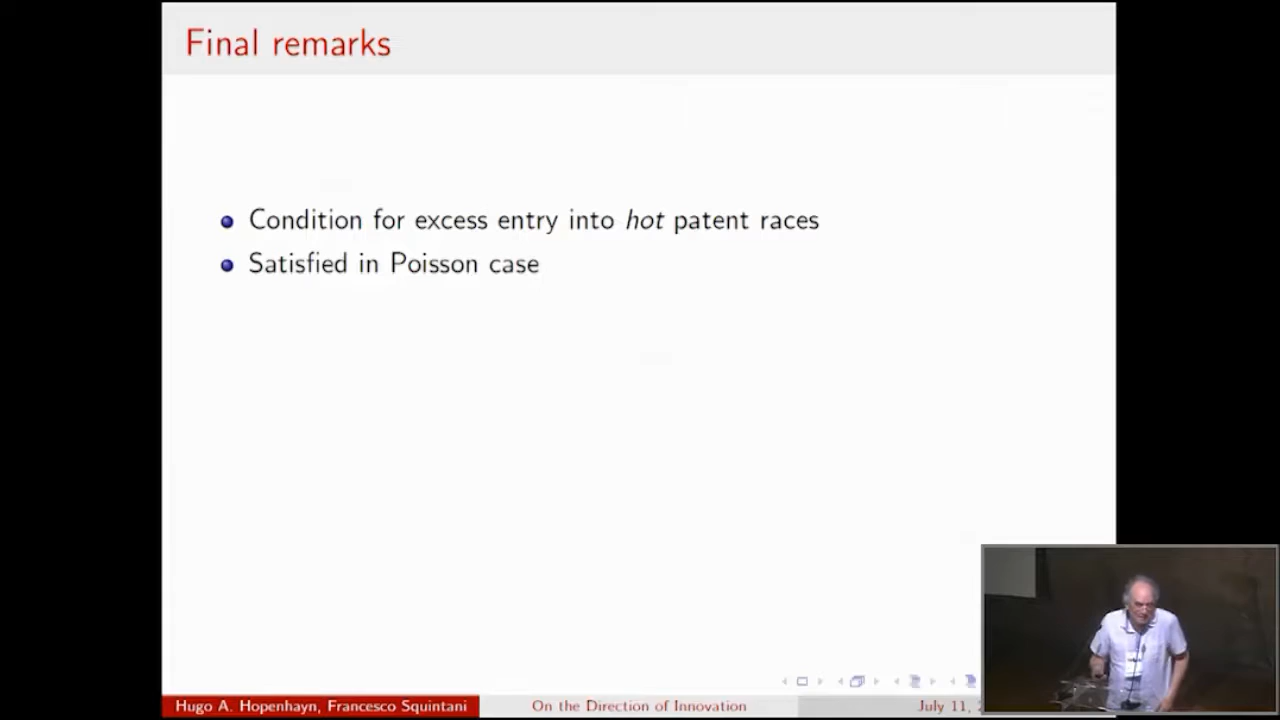 Final remarks
Condition for excess entry into hot patent races
Satisfied in Poisson case
Hugo A. Hopenhayn, Francesco Squintani
On the Direction of Innovation
July 11,